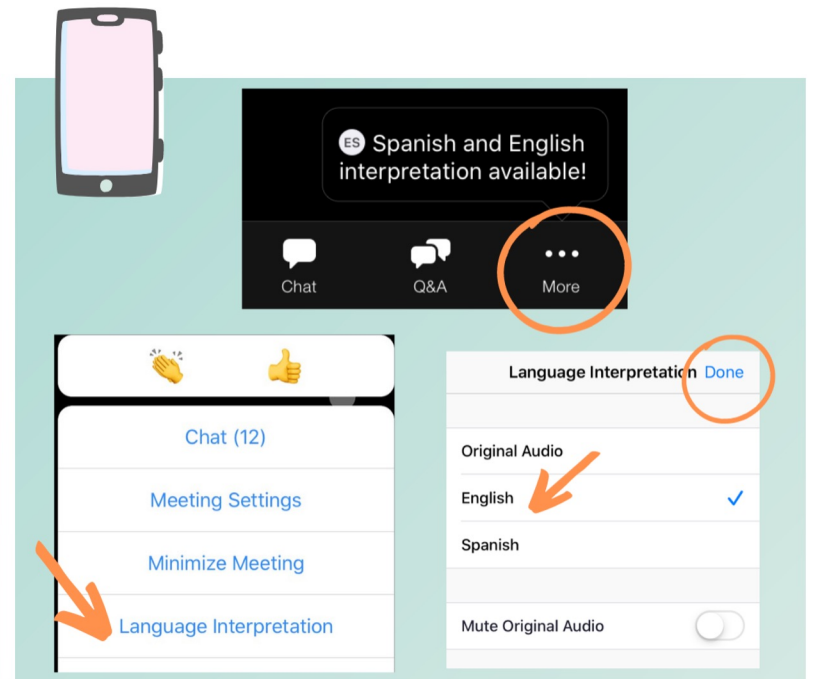 ES Spanish and English
interpretation available!
Chat
Q&A
More
Chat (12)
Meeting Settings
Minimize Meeting
Language Interpretation
Language Interpretation Done
Original Audio
English
Spanish
Mute Original Audio